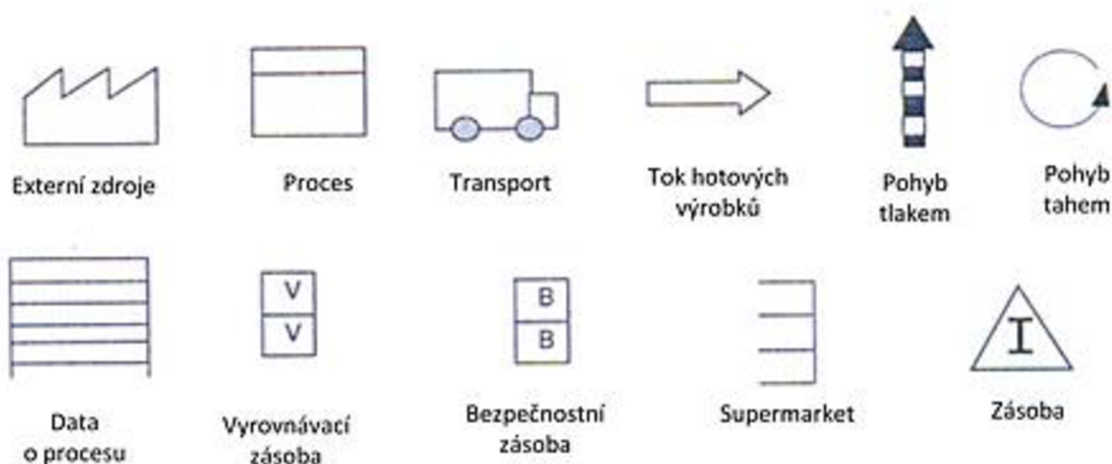 Externí zdroje
Proces
Transport
Tok hotových
výrobků
Pohyb
tlakem
Pohyb
tahem
V
V
B
B
I
Data
o procesu
Vyrovnávací
zásoba
Bezpečnostní
zásoba
Supermarket
Zásoba